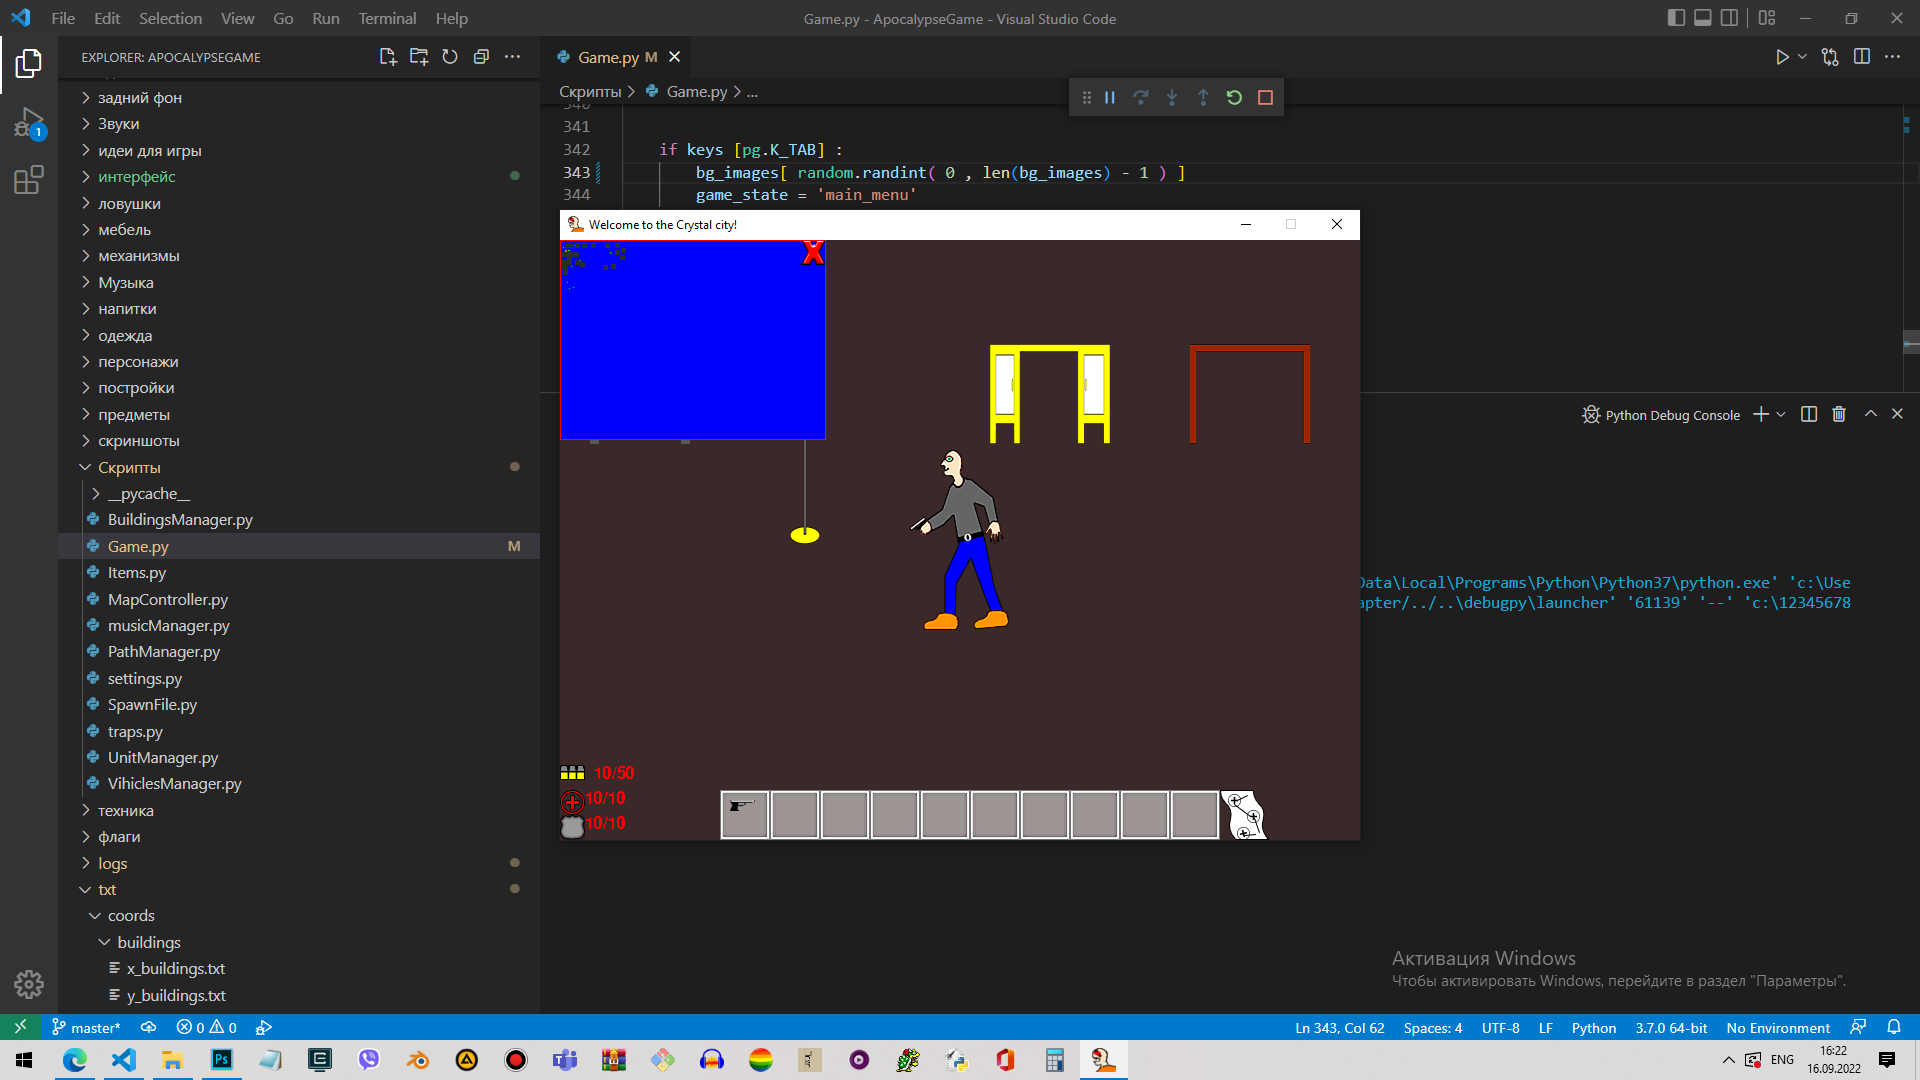 File Edit Selection View Go Run Terminal Help
Game.py - ApocalypseGame - Visual Studio Code
EXPLORER: APOCALYPSEGAME
Game.py M
Скрипты > Game.py > ...
задний фон
Звуки
идеи для игры
интерфейс
ловушки
мебель
механизмы
Музыка
напитки
одежда
персонажи
постройки
предметы
скриншоты
Скрипты
__pycache__
BuildingsManager.py
Game.py M
Items.py
MapController.py
musicManager.py
PathManager.py
settings.py
SpawnFile.py
traps.py
UnitManager.py
VihiclesManager.py
техника
флаги
logs
txt
coords
buildings
x_buildings.txt
y_buildings.txt
1
341
342 if keys [pg.K_TAB] :
343 bg_images[ random.randint( 0 , len(bg_images) - 1 ) ]
344 game_state = 'main_menu'
Welcome to the Crystal city!
X
10/50
10/10
10/10
Python Debug Console
Data\Local\Programs\Python\Python37\python.exe' 'c:\Use
apter/../..\debugpy\launcher' '61139' '--' 'c:\12345678
Активация Windows
Чтобы активировать Windows, перейдите в раздел "Параметры".
master* 0 0
Ln 343, Col 62 Spaces: 4 UTF-8 LF Python 3.7.0 64-bit No Environment
Ps
ENG
16:22
16.09.2022